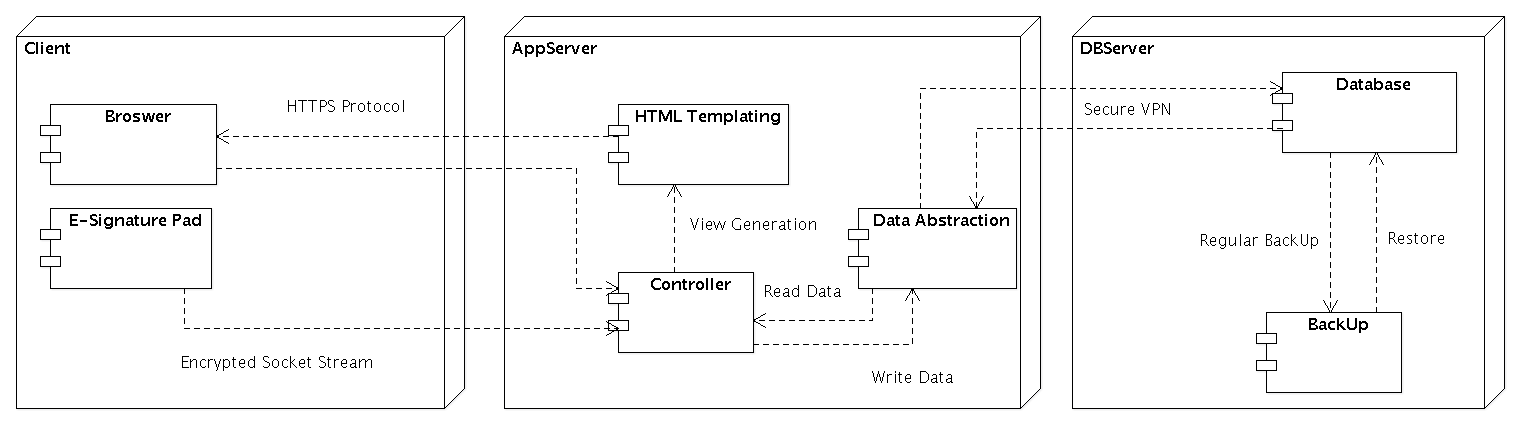 Client
Broswer
E-Signature Pad
HTTPS Protocol
Encrypted Socket Stream
AppServer
HTML Templating
View Generation
Controller
Data Abstraction
Read Data
Write Data
DBServer
Database
Secure VPN
Regular BackUp
Restore
BackUp